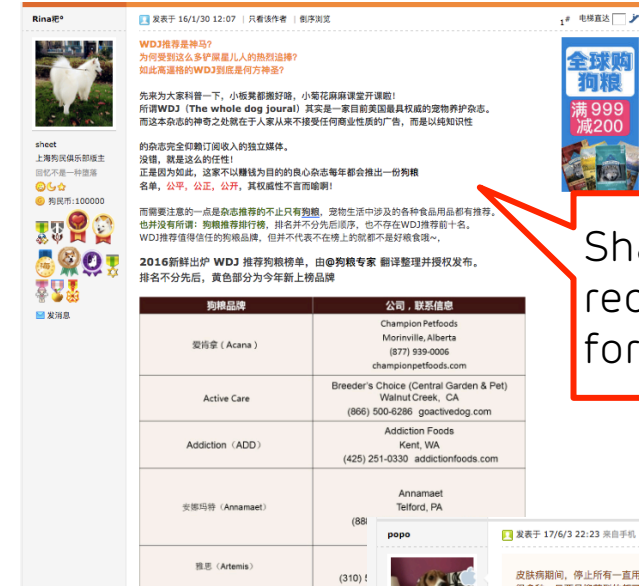 Rina吧°
发表于 16/1/30 12:07 | 只看该作者 | 倒序浏览
1# 电梯直达
WDJ推荐是神马?
为何受到这么多铲屎星儿人的热烈追捧?
如此高逼格的WDJ到底是何方神圣?
先来为大家科普一下,小板凳都搬好咯,小菊花麻麻课堂开课啦!
所谓WDJ(The whole dog joural)其实是一家目前美国最具权威的宠物养护杂志。
而这本杂志的神奇之处就在于人家从来不接受任何商业性质的广告,而是以纯知识性
的杂志完全仰赖订阅收入的独立媒体。
没错,就是这么的任性!
正是因为如此,这家不以赚钱为目的的良心杂志每年都会推出一份狗粮
名单,公平,公正,公开,其权威性不言而喻啊!
而需要注意的一点是杂志推荐的不止只有狗粮,宠物生活中涉及的各种食品用品都有推荐。
也并没有所谓:狗粮推荐排行榜,排名并不分先后顺序,也不存在WDJ推荐前十名。
WDJ推荐值得信任的狗粮品牌,但并不代表不在榜上的就都不是好粮食哦~,
2016新鲜出炉 WDJ 推荐狗粮榜单,由@狗粮专家 翻译整理并授权发布。
排名不分先后,黄色部分为今年新上榜品牌
sheet
上海狗民俱乐部版主
回忆不是一种堕落
狗民币:100000
发消息
全球购
狗粮
满 999
减200
狗粮品牌
公司,联系信息
爱肯拿(Acana)
Champion Petfoods
Morinville, Alberta
(877) 939-0006
championpetfoods.com
Active Care
Breeder's Choice (Central Garden & Pet)
Walnut Creek, CA
(866) 500-6286 goactivedog.com
Addiction(ADD)
Addiction Foods
Kent, WA
(425) 251-0330 addictionfoods.com
安娜玛特(Annamaet)
Annamaet
Telford, PA
(88
雅思(Artemis)
(310)
popo
发表于 17/6/3 22:23 来自手机
皮肤病期间,停止所有一直用